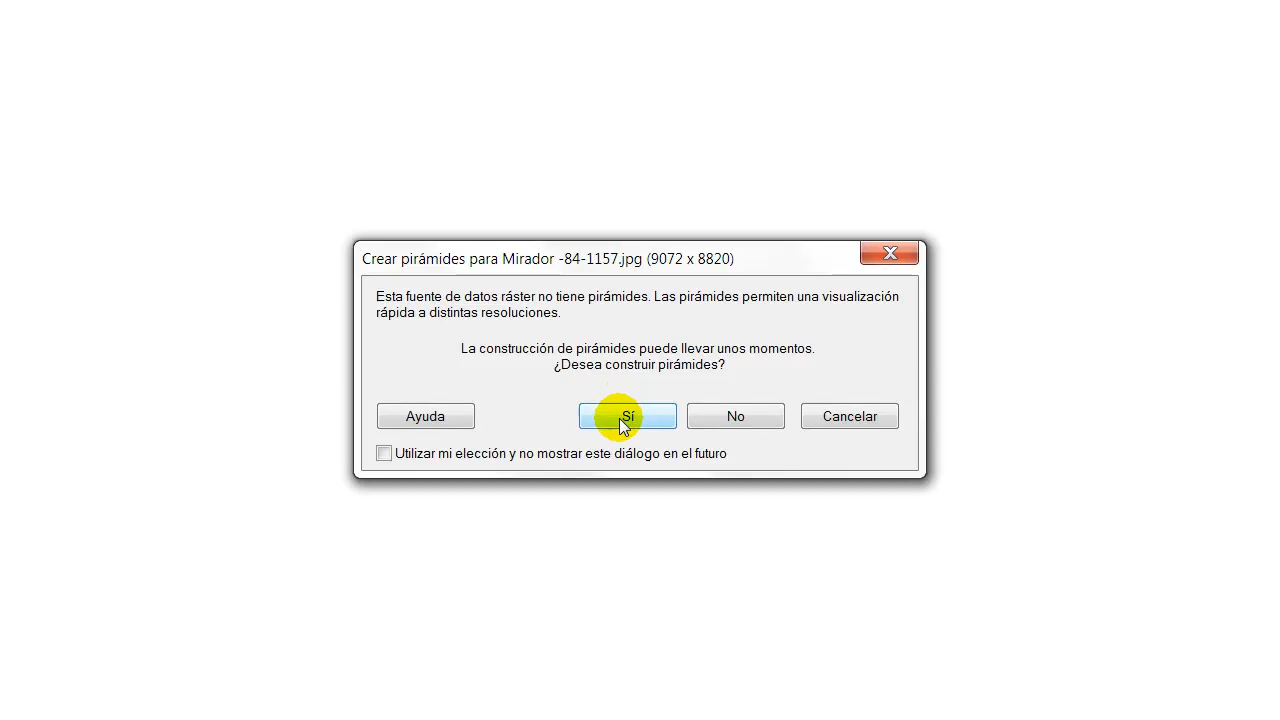 Crear pirámides para Mirador -84-1157.jpg (9072 x 8820)
Esta fuente de datos ráster no tiene pirámides. Las pirámides permiten una visualización
rápida a distintas resoluciones.
La construcción de pirámides puede llevar unos momentos.
¿Desea construir pirámides?
Ayuda Sí No Cancelar
Utilizar mi elección y no mostrar este diálogo en el futuro